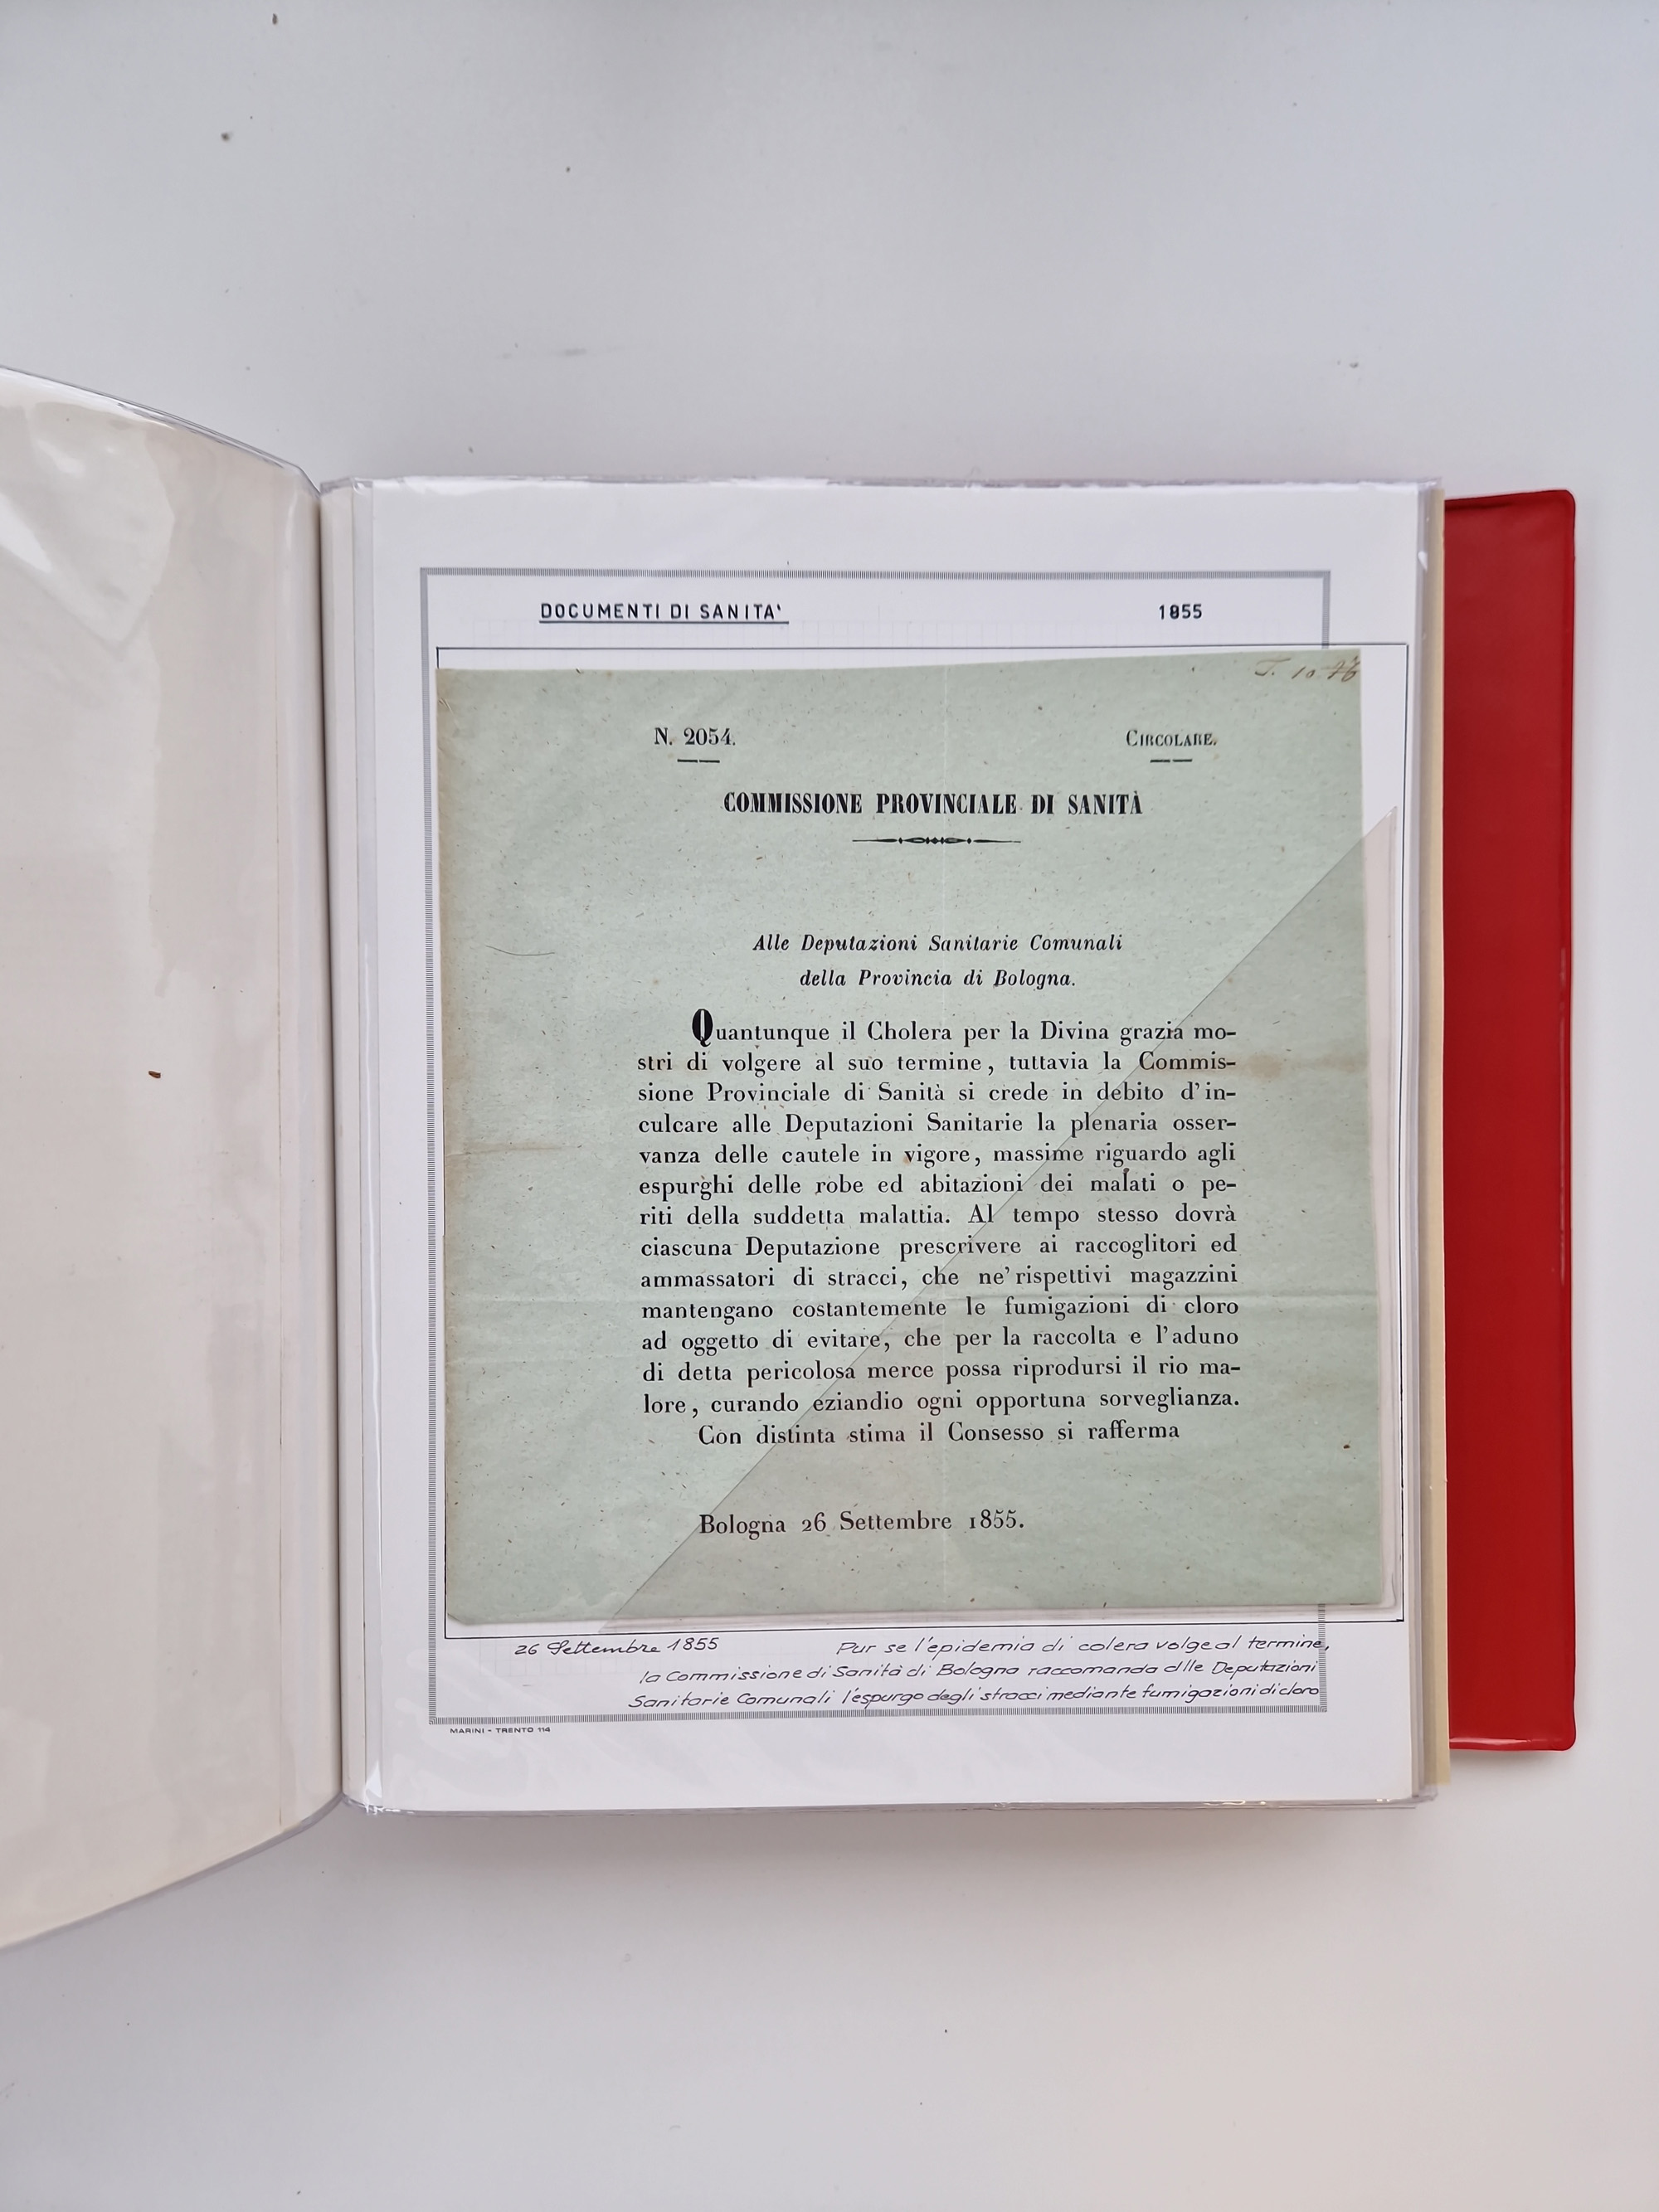 DOCUMENTI DI SANITA' 1855
N. 2054. CIRCOLARE.
COMMISSIONE PROVINCIALE DI SANITÀ
Alle Deputazioni Sanitarie Comunali
della Provincia di Bologna.
Quantunque il Cholera per la Divina grazia mo-
stri di volgere al suo termine, tuttavia la Commis-
sione Provinciale di Sanità si crede in debito d'in-
culcare alle Deputazioni Sanitarie la plenaria osser-
vanza delle cautele in vigore, massime riguardo agli
espurghi delle robe ed abitazioni dei malati o pe-
riti della suddetta malattia. Al tempo stesso dovrà
ciascuna Deputazione prescrivere ai raccoglitori ed
ammassatori di stracci, che ne' rispettivi magazzini
mantengano costantemente le fumigazioni di cloro
ad oggetto di evitare, che per la raccolta e l'aduno
di detta pericolosa merce possa riprodursi il rio ma-
lore, curando eziandio ogni opportuna sorveglianza.
Con distinta stima il Consesso si rafferma
Bologna 26 Settembre 1855.
26 Settembre 1855 Pur se l'epidemia di colera volge al termine,
la Commissione di Sanità di Bologna raccomanda alle Deputazioni
Sanitarie Comunali l'espurgo degli stracci mediante fumigazioni di cloro
MARINI - TRENTO 114